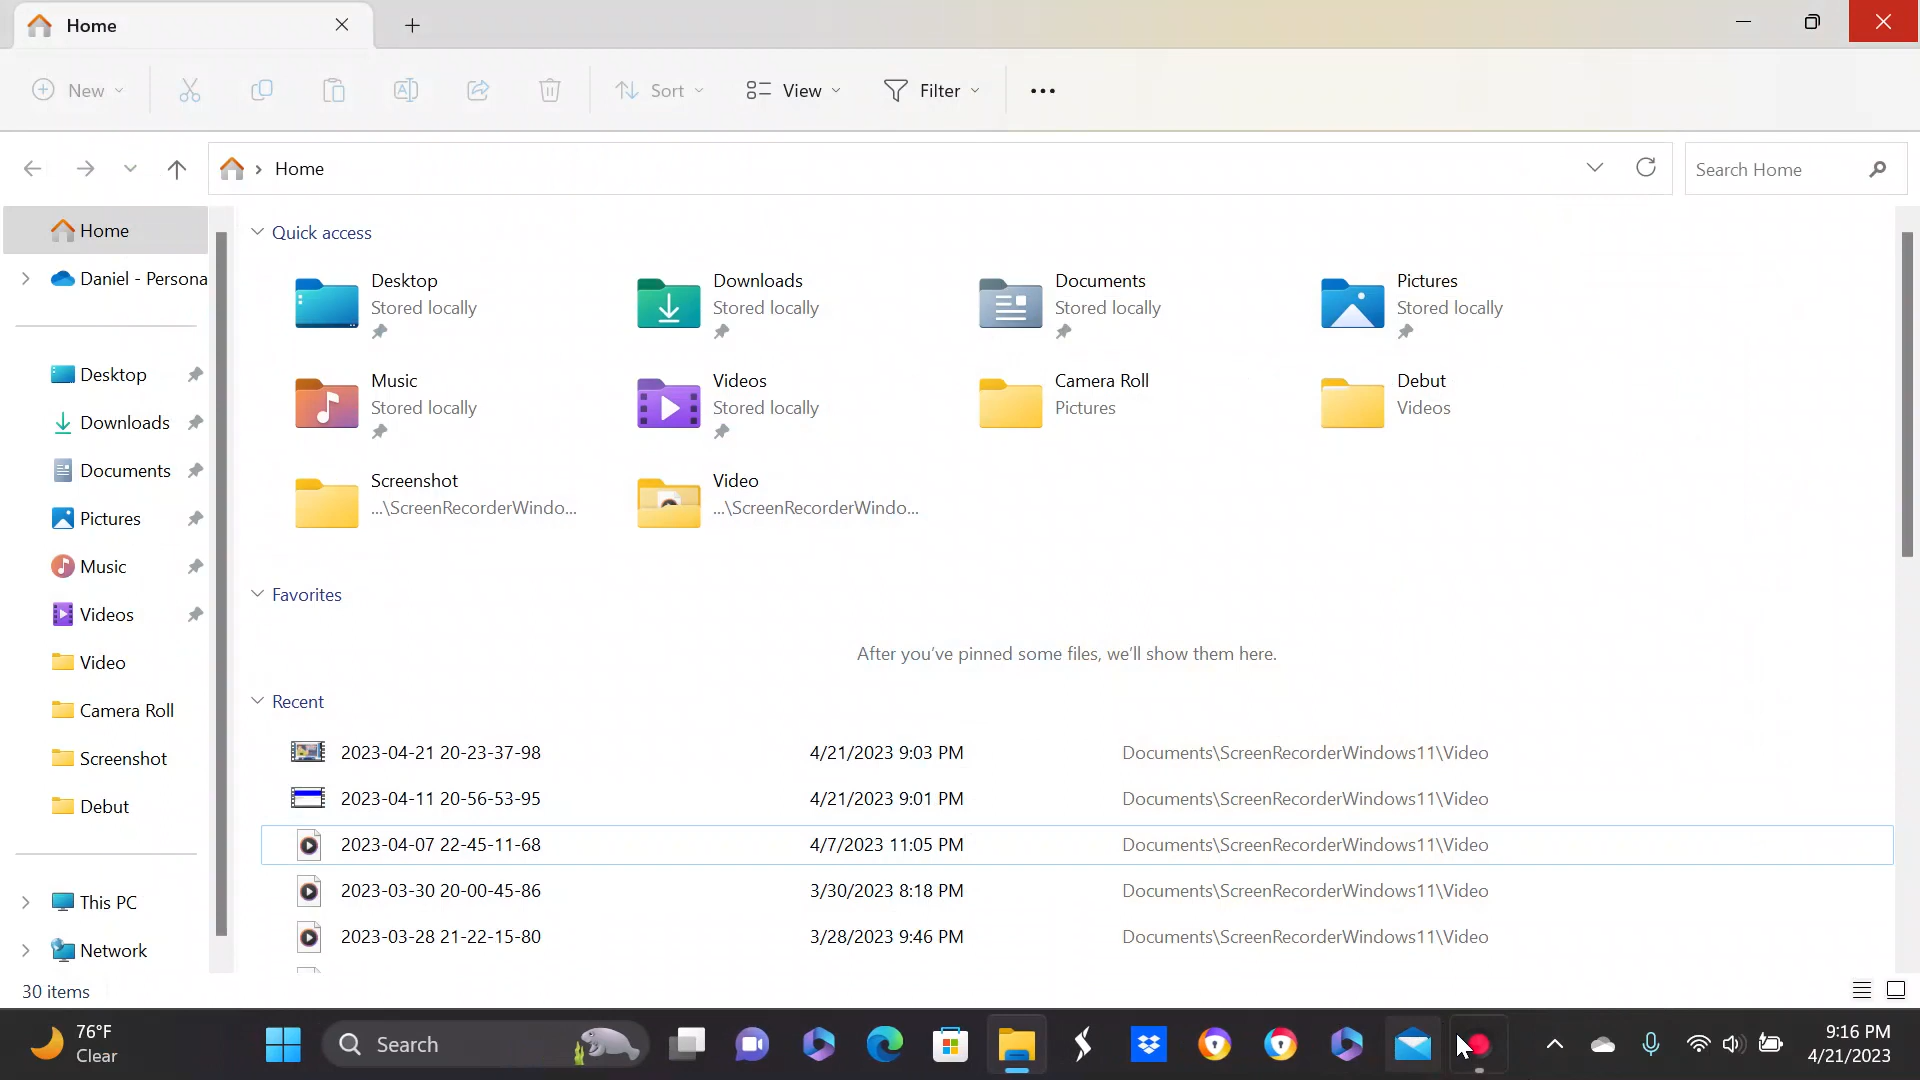 Home
New
Sort
View
Filter
Home
Search Home
Home
Daniel - Persona
Desktop
Downloads
Documents
Pictures
Music
Videos
Video
Camera Roll
Screenshot
Debut
This PC
Network
Quick access
Desktop
Stored locally
Downloads
Stored locally
Documents
Stored locally
Pictures
Stored locally
Music
Stored locally
Videos
Stored locally
Camera Roll
Pictures
Debut
Videos
Screenshot
...\ScreenRecorderWindo...
Video
...\ScreenRecorderWindo...
Favorites
After you've pinned some files, we'll show them here.
Recent
2023-04-21 20-23-37-98 4/21/2023 9:03 PM Documents\ScreenRecorderWindows11\Video
2023-04-11 20-56-53-95 4/21/2023 9:01 PM Documents\ScreenRecorderWindows11\Video
2023-04-07 22-45-11-68 4/7/2023 11:05 PM Documents\ScreenRecorderWindows11\Video
2023-03-30 20-00-45-86 3/30/2023 8:18 PM Documents\ScreenRecorderWindows11\Video
2023-03-28 21-22-15-80 3/28/2023 9:46 PM Documents\ScreenRecorderWindows11\Video
30 items
76°F
Clear
Search
9:16 PM
4/21/2023